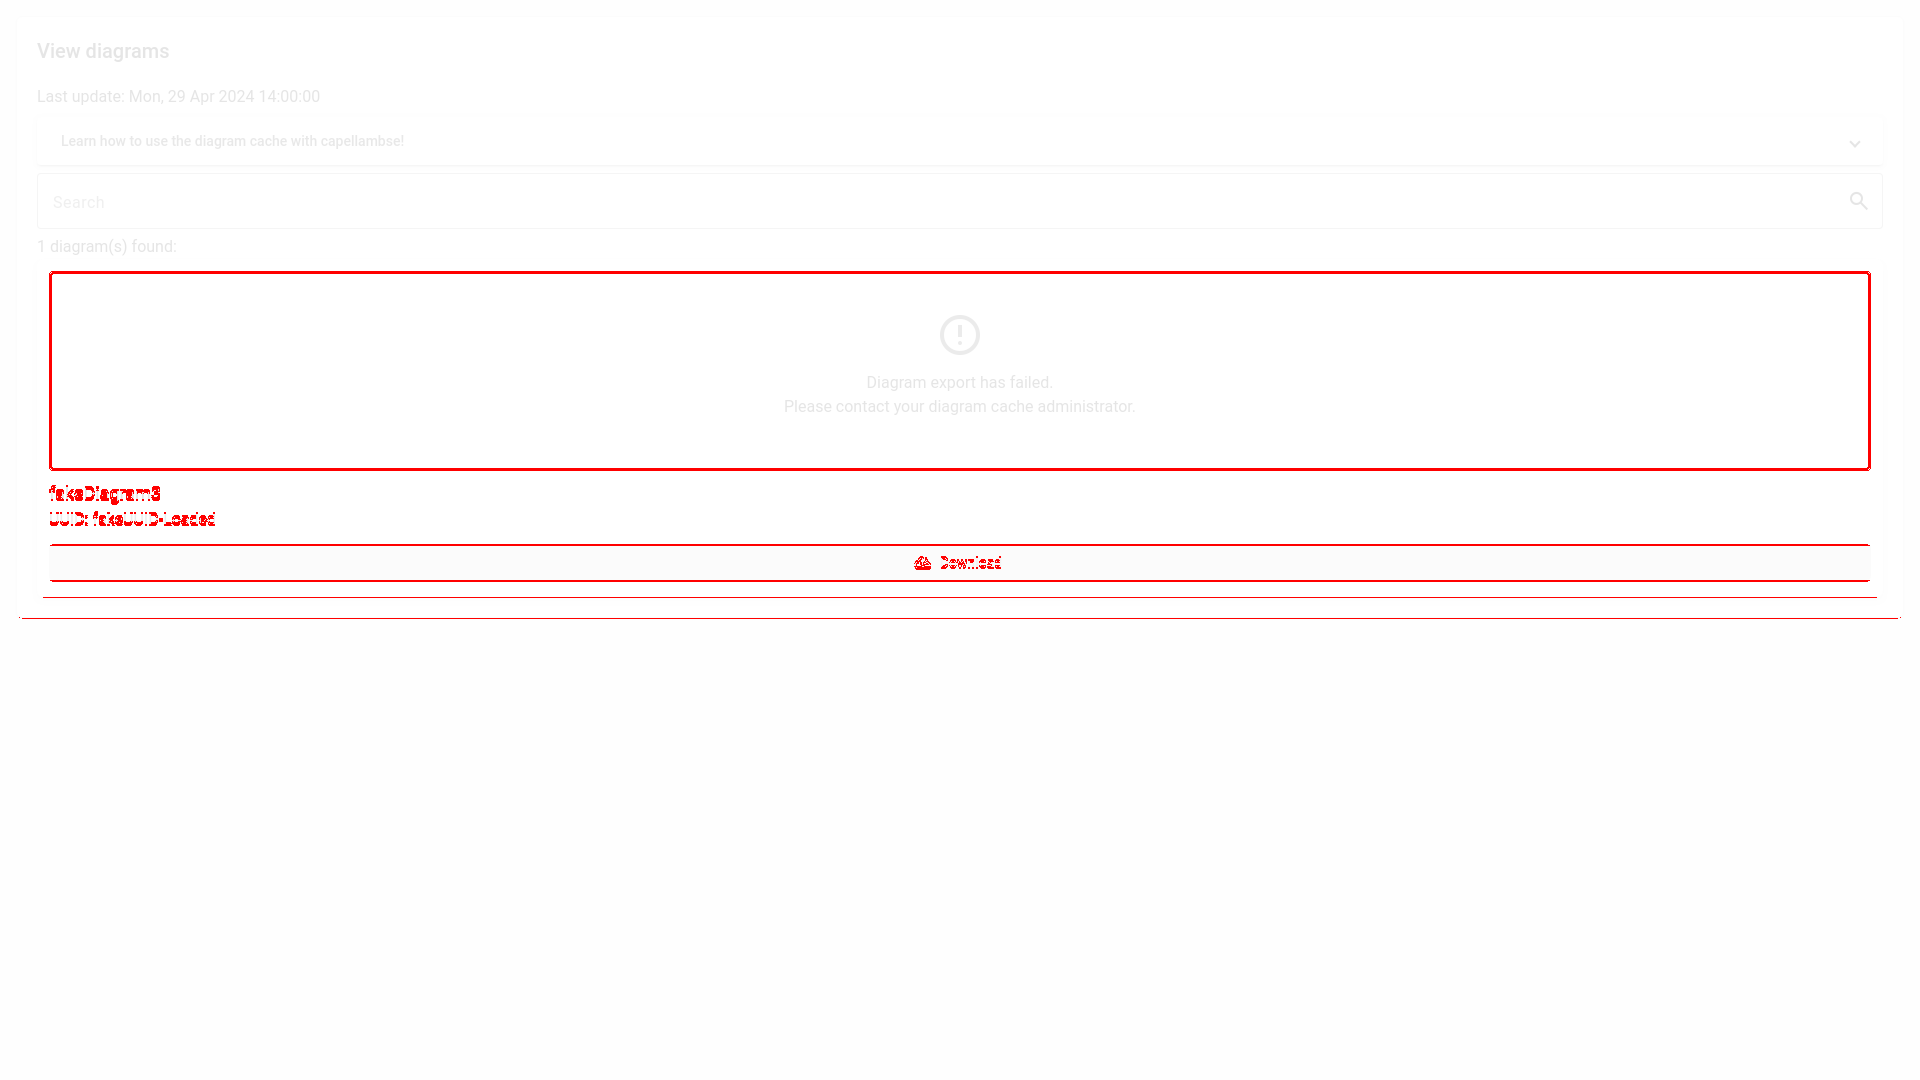 View diagrams
Last update: Mon, 29 Apr 2024 14:00:00
Learn how to use the diagram cache with capellambse!
Search
1 diagram(s) found:
Diagram export has failed.
Please contact your diagram cache administrator.
fakeDiagram3
UUID: fakeUUID-Loaded
Download